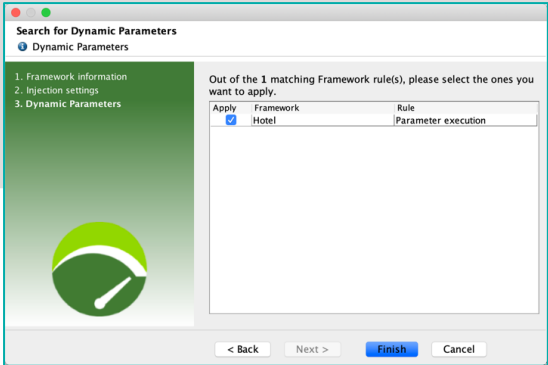 Search for Dynamic Parameters
Dynamic Parameters
1. Framework information
2. Injection settings
3. Dynamic Parameters
Out of the 1 matching Framework rule(s), please select the ones you
want to apply.
Apply Framework Rule
Hotel Parameter execution
< Back Next > Finish Cancel